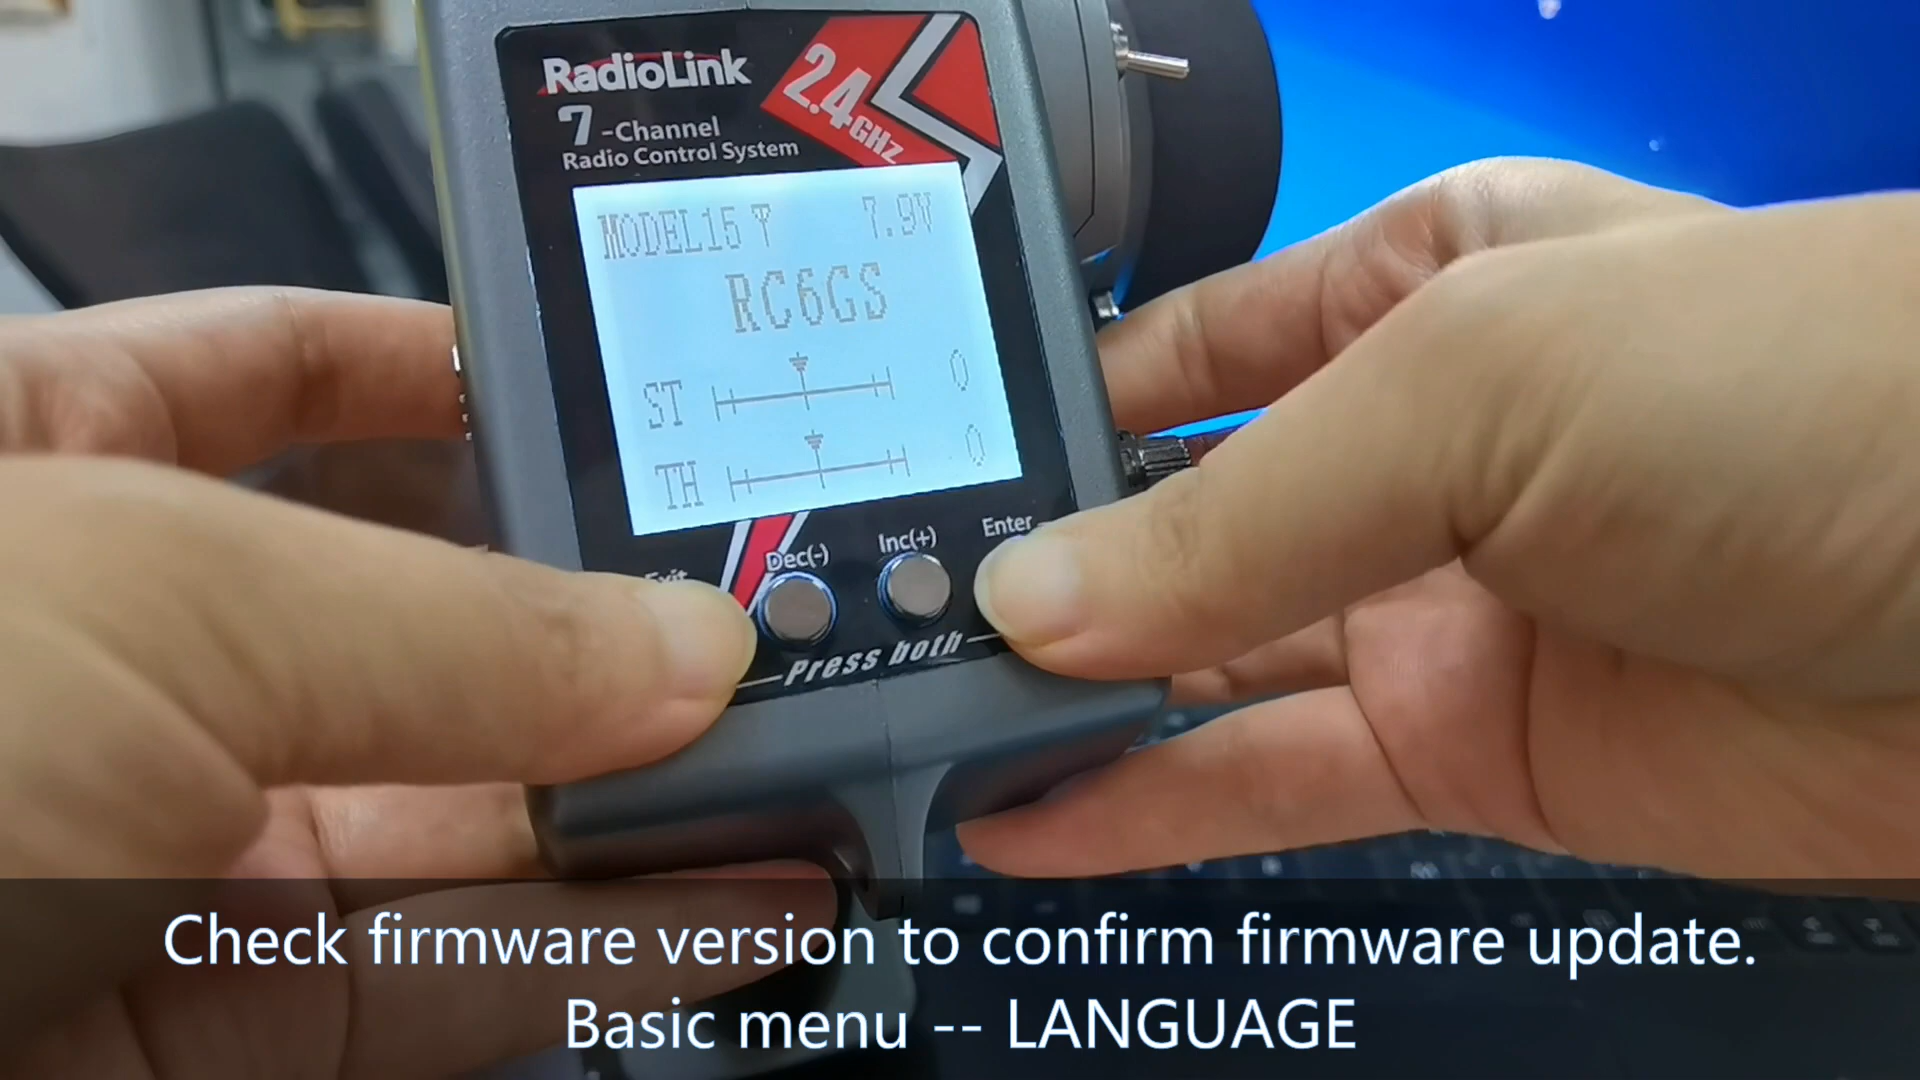 RadioLink
7-Channel
Radio Control System
2.4GHz
MODEL15 7.9V
RC6GS
ST 0
TH 0
Exit Dec(-) Inc(+) Enter
Press both
Check firmware version to confirm firmware update.
Basic menu -- LANGUAGE